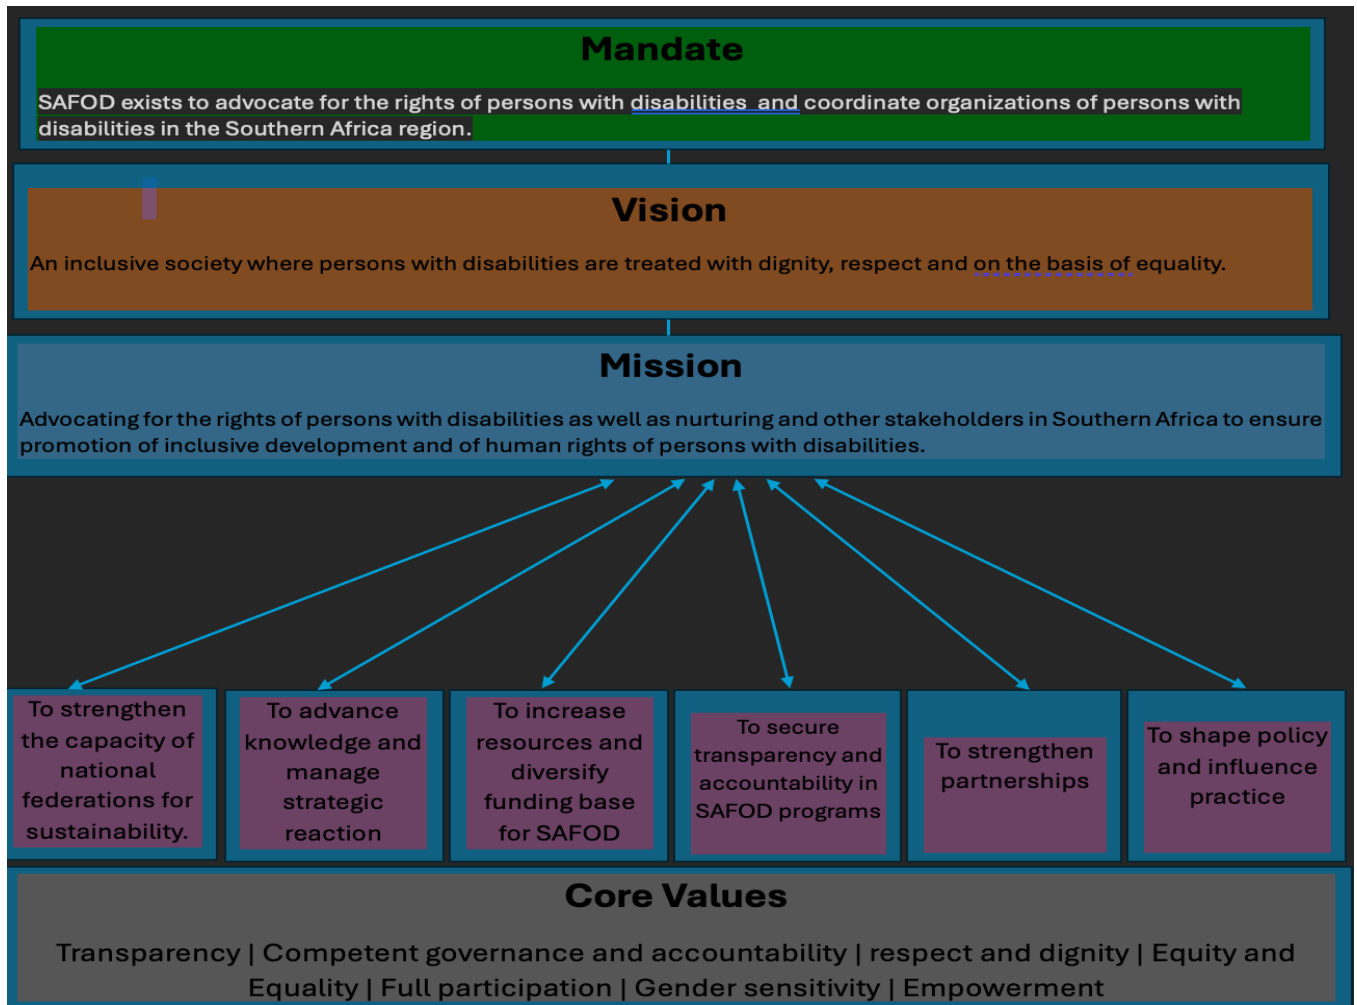 Mandate
SAFOD exists to advocate for the rights of persons with disabilities  and coordinate organizations of persons with
disabilities in the Southern Africa region.
Vision
An inclusive society where persons with disabilities are treated with dignity, respect and on the basis of equality.
Mission
Advocating for the rights of persons with disabilities as well as nurturing and other stakeholders in Southern Africa to ensure
promotion of inclusive development and of human rights of persons with disabilities.
To strengthen
the capacity of
national
federations for
sustainability.
To advance
knowledge and
manage
strategic
reaction
To increase
resources and
diversify
funding base
for SAFOD
To secure
transparency and
accountability in
SAFOD programs
To strengthen
partnerships
To shape policy
and influence
practice
Core Values
Transparency | Competent governance and accountability | respect and dignity | Equity and
Equality | Full participation | Gender sensitivity | Empowerment